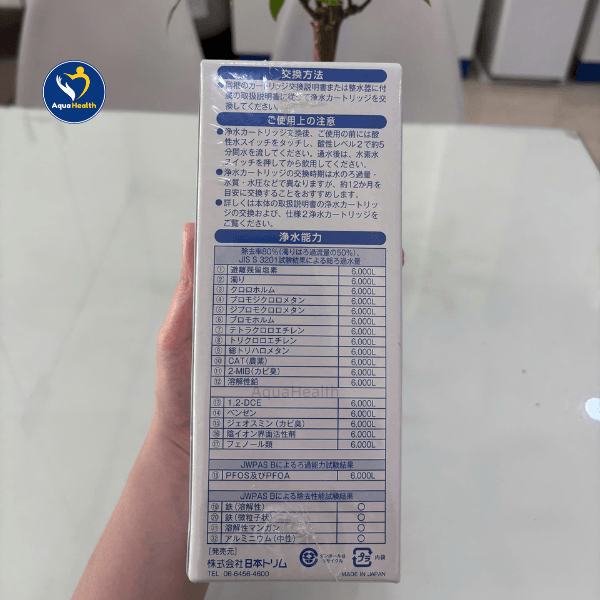 AquaHealth
交換方法
●同梱のカートリッジ交換説明書または整水器に付
属の取扱説明書に従って浄水カートリッジを交
換してください。
ご使用上の注意
●浄水カートリッジ交換後、ご使用の前には酸
性水スイッチをタッチし、酸性レベル2で約5
分間水を流してください。通水後は、水素水
スイッチを押してから飲用してください。
●浄水カートリッジの交換時期は水のろ過量・
水質・水圧などで異なりますが、約12か月を
目安に交換することをおすすめします。
●詳しくは本体の取扱説明書の浄水カートリッ
ジの交換および、仕様2浄水カートリッジを
ご覧ください。
浄水能力
除去率80%(濁りはろ過流量の50%)、
JIS S 3201試験結果による総ろ過水量
① 遊離残留塩素 6,000L
② 濁り 6,000L
③ クロロホルム 6,000L
④ ブロモジクロロメタン 6,000L
⑤ ジブロモクロロメタン 6,000L
⑥ ブロモホルム 6,000L
⑦ テトラクロロエチレン 6,000L
⑧ トリクロロエチレン 6,000L
⑨ 総トリハロメタン 6,000L
⑩ CAT(農薬) 6,000L
⑪ 2-MIB(カビ臭) 6,000L
⑫ 溶解性鉛 6,000L
AquaHealth
⑬ 1,2-DCE 6,000L
⑭ ベンゼン 6,000L
⑮ ジェオスミン(カビ臭) 6,000L
⑯ 陰イオン界面活性剤 6,000L
⑰ フェノール類 6,000L
JWPAS Bによるろ過能力試験結果
⑱ PFOS及びPFOA 6,000L
JWPAS Bによる除去性能試験結果
⑲ 鉄(溶解性) ○
⑳ 鉄(微粒子状) ○
㉑ 溶解性マンガン ○
㉒ アルミニウム(中性) ○
[発売元]
株式会社日本トリム
TEL 06-6456-4600
ダンボールは
リサイクル
プラ 内袋
MADE IN JAPAN